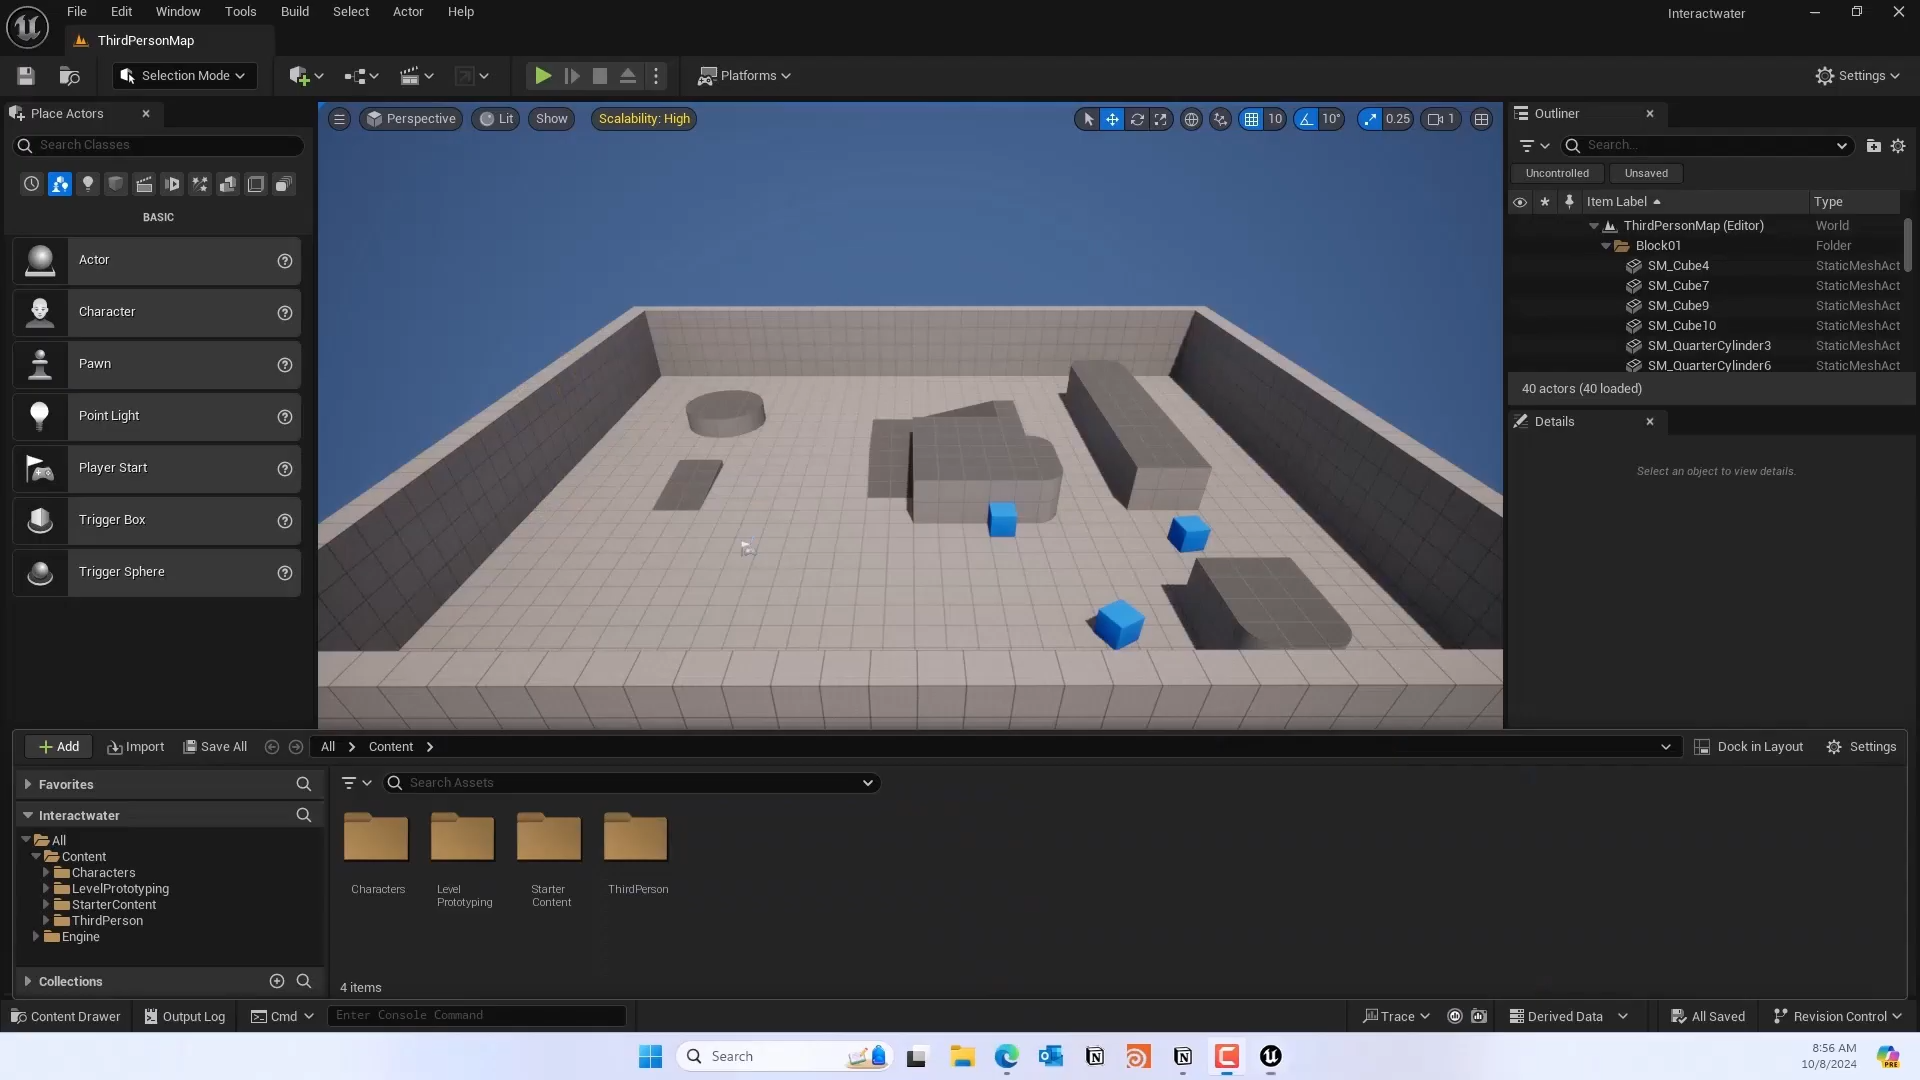 File Edit Window Tools Build Select Actor Help
Interactwater
ThirdPersonMap
Selection Mode
Platforms
Settings
Place Actors
Search Classes
BASIC
Actor
Character
Pawn
Point Light
Player Start
Trigger Box
Trigger Sphere
Perspective Lit Show Scalability: High
10 10° 0.25 1
Outliner
Search...
Uncontrolled Unsaved
Item Label Type
ThirdPersonMap (Editor) World
Block01 Folder
SM_Cube4 StaticMeshAct
SM_Cube7 StaticMeshAct
SM_Cube9 StaticMeshAct
SM_Cube10 StaticMeshAct
SM_QuarterCylinder3 StaticMeshAct
SM_QuarterCylinder6 StaticMeshAct
40 actors (40 loaded)
Details
Select an object to view details.
Add Import Save All All Content Dock in Layout Settings
Favorites
Interactwater
All
Content
Characters
LevelPrototyping
StarterContent
ThirdPerson
Engine
Collections
Search Assets
Characters
Level
Prototyping
Starter
Content
ThirdPerson
4 items
Content Drawer Output Log Cmd Enter Console Command Trace Derived Data All Saved Revision Control
Search
8:56 AM
10/8/2024
PRE